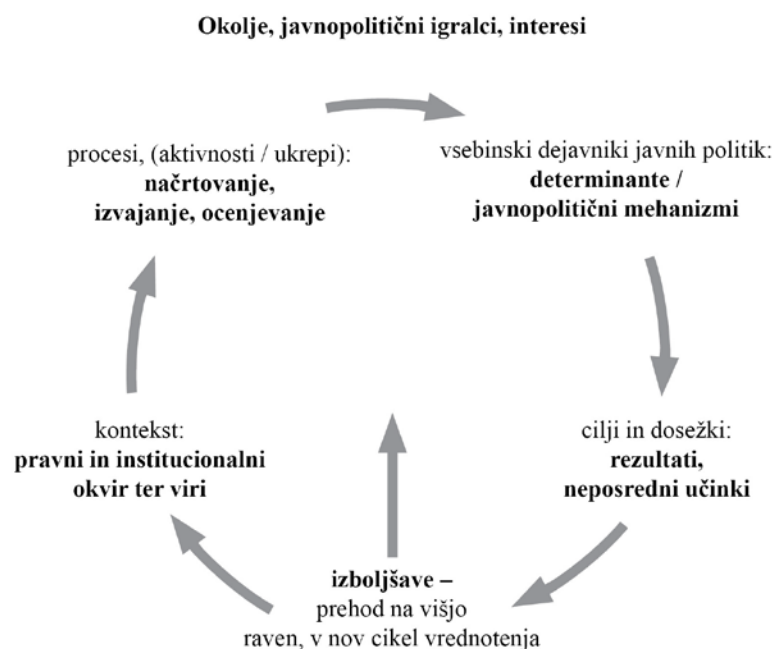 Okolje, javnopolitični igralci, interesi
procesi, (aktivnosti / ukrepi):
načrtovanje,
izvajanje, ocenjevanje
vsebinski dejavniki javnih politik:
determinante /
javnopolitični mehanizmi
kontekst:
pravni in institucionalni
okvir ter viri
cilji in dosežki:
rezultati,
neposredni učinki
izboljšave –
prehod na višjo
raven, v nov cikel vrednotenja